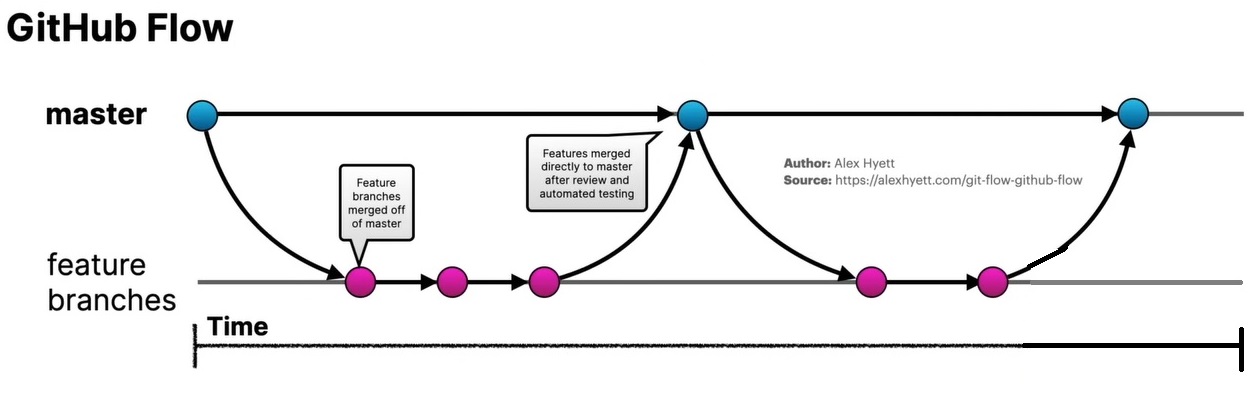 GitHub Flow
master
Feature
branches
merged off
of master
Features merged
directly to master
after review and
automated testing
Author: Alex Hyett
Source: https://alexhyett.com/git-flow-github-flow
feature
branches
Time